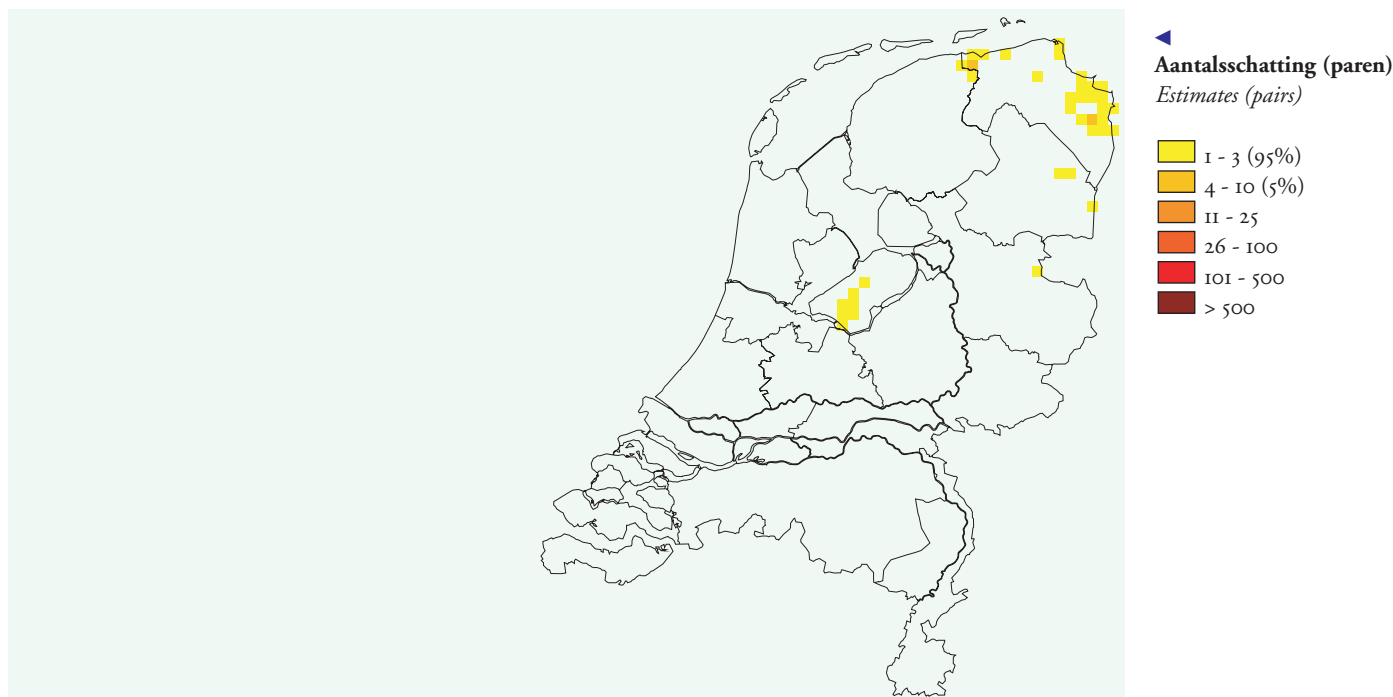 Aantalsschatting (paren)
Estimates (pairs)
1 - 3 (95%)
4 - 10 (5%)
11 - 25
26 - 100
101 - 500
> 500